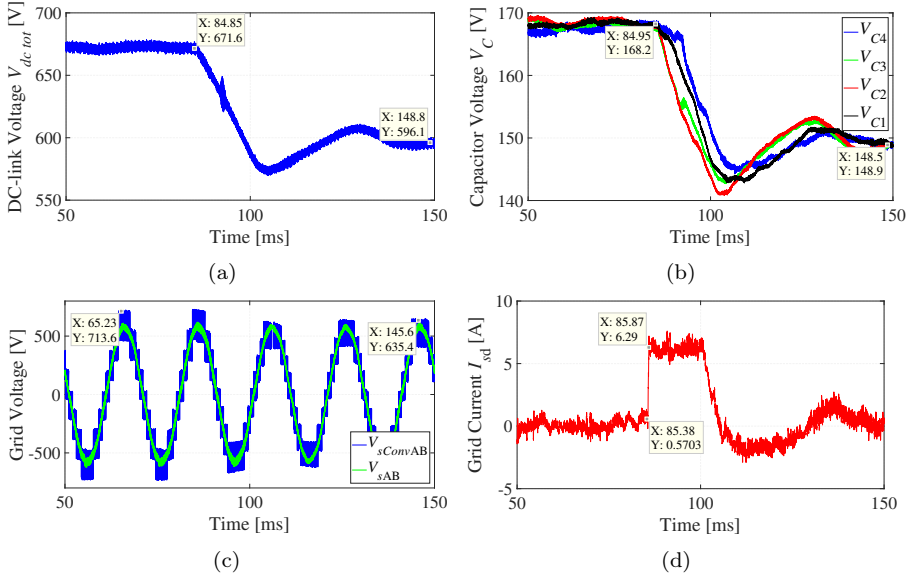 DC-link Voltage V_dc tot [V]
700
650
600
550
X: 84.85
Y: 671.6
X: 148.8
Y: 596.1
50
100
150
Time [ms]
(a)
Capacitor Voltage V_C [V]
170
160
150
140
X: 84.95
Y: 168.2
V_C4
V_C3
V_C2
V_C1
X: 148.5
Y: 148.9
50
100
150
Time [ms]
(b)
Grid Voltage [V]
500
0
-500
X: 65.23
Y: 713.6
X: 145.6
Y: 635.4
V_sConvAB
V_sAB
50
100
150
Time [ms]
(c)
Grid Current I_sd [A]
10
5
0
-5
X: 85.87
Y: 6.29
X: 85.38
Y: 0.5703
50
100
150
Time [ms]
(d)